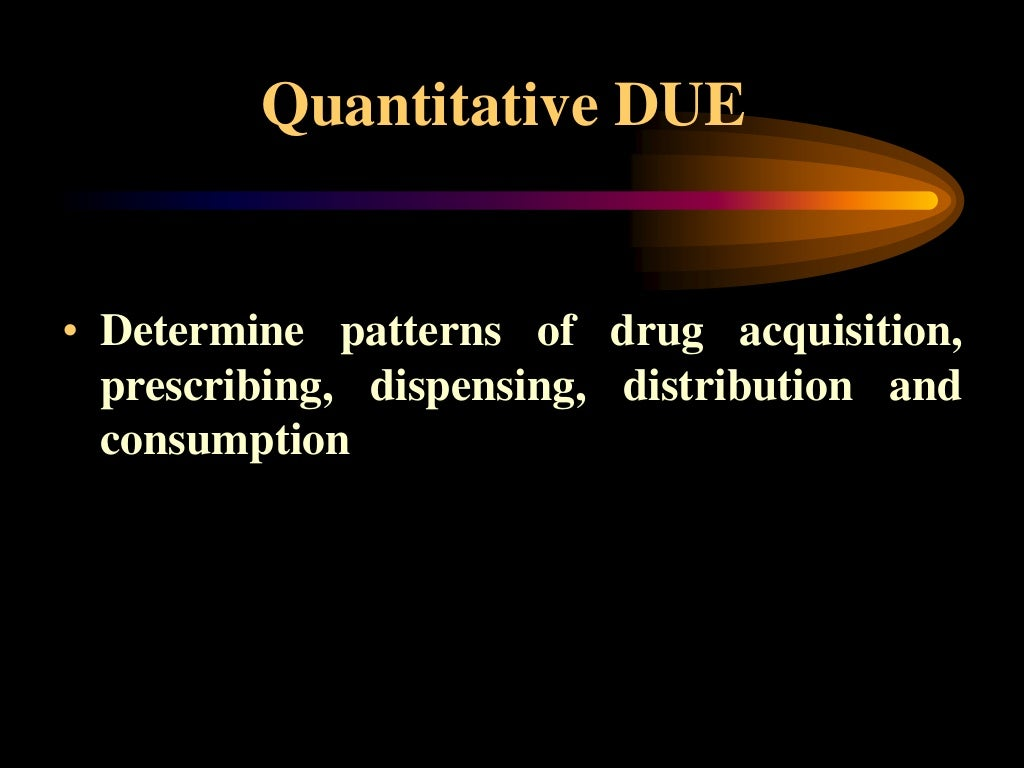 Quantitative DUE
• Determine patterns of drug acquisition,
prescribing, dispensing, distribution and
consumption